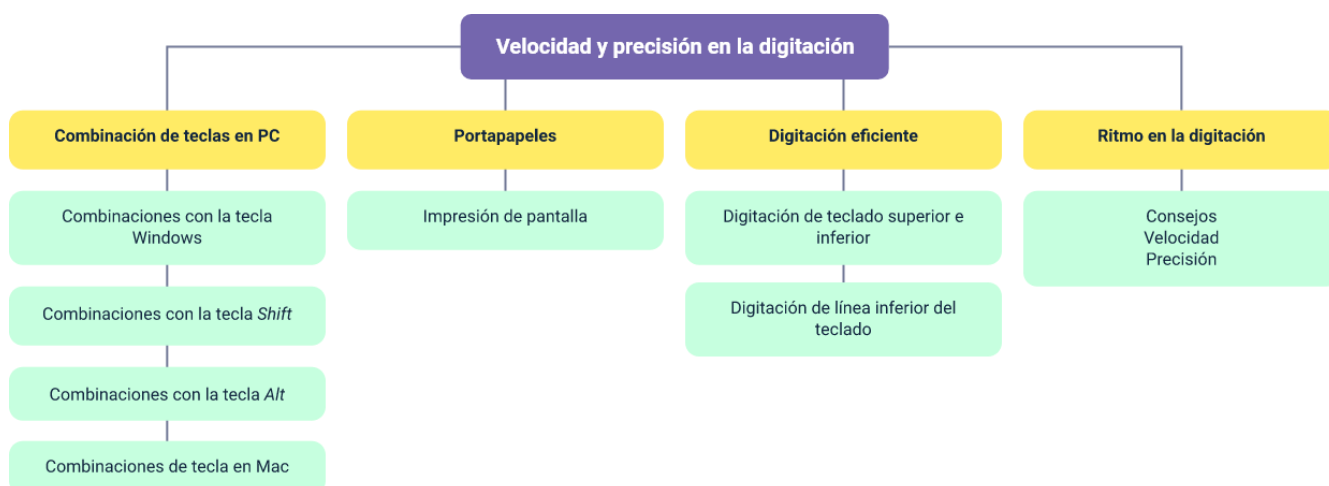 Velocidad y precisión en la digitación
Combinación de teclas en PC
Combinaciones con la tecla
Windows
Combinaciones con la tecla Shift
Combinaciones con la tecla Alt
Combinaciones de tecla en Mac
Portapapeles
Impresión de pantalla
Digitación eficiente
Digitación de teclado superior e
inferior
Digitación de línea inferior del
teclado
Ritmo en la digitación
Consejos
Velocidad
Precisión